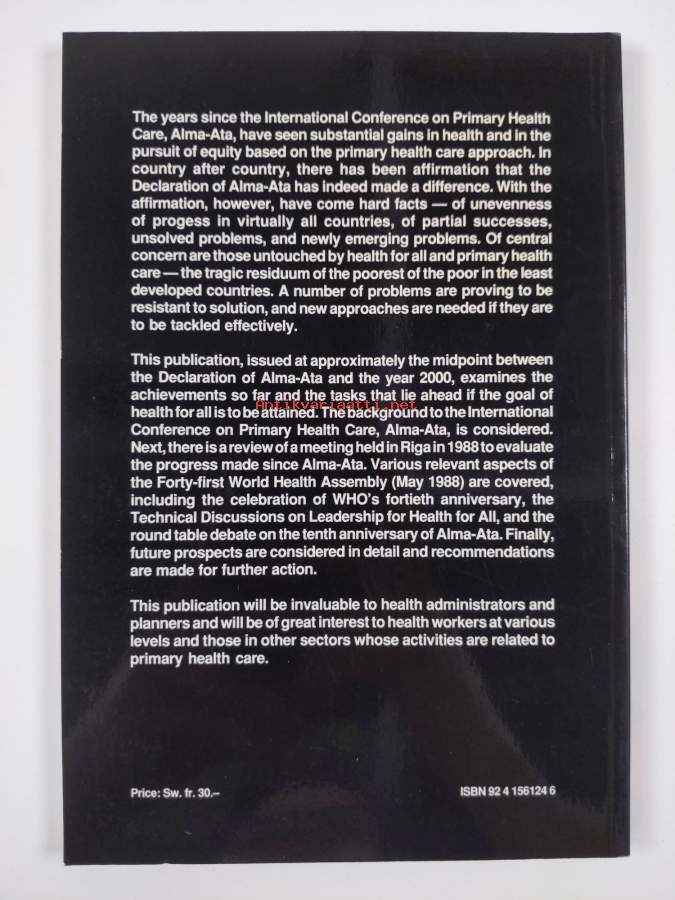 The years since the International Conference on Primary Health
Care, Alma-Ata, have seen substantial gains in health and in the
pursuit of equity based on the primary health care approach. In
country after country, there has been affirmation that the
Declaration of Alma-Ata has indeed made a difference. With the
affirmation, however, have come hard facts — of unevenness
of progess in virtually all countries, of partial successes,
unsolved problems, and newly emerging problems. Of central
concern are those untouched by health for all and primary health
care — the tragic residuum of the poorest of the poor in the least
developed countries. A number of problems are proving to be
resistant to solution, and new approaches are needed if they are
to be tackled effectively.
This publication, issued at approximately the midpoint between
the Declaration of Alma-Ata and the year 2000, examines the
achievements so far and the tasks that lie ahead if the goal of
Antikvariaatti.net
health for all is to be attained. The background to the International
Conference on Primary Health Care, Alma-Ata, is considered.
Next, there is a review of a meeting held in Riga in 1988 to evaluate
the progress made since Alma-Ata. Various relevant aspects of
the Forty-first World Health Assembly (May 1988) are covered,
including the celebration of WHO's fortieth anniversary, the
Technical Discussions on Leadership for Health for All, and the
round table debate on the tenth anniversary of Alma-Ata. Finally,
future prospects are considered in detail and recommendations
are made for further action.
This publication will be invaluable to health administrators and
planners and will be of great interest to health workers at various
levels and those in other sectors whose activities are related to
primary health care.
Price: Sw. fr. 30.–
ISBN 92 4 156124 6